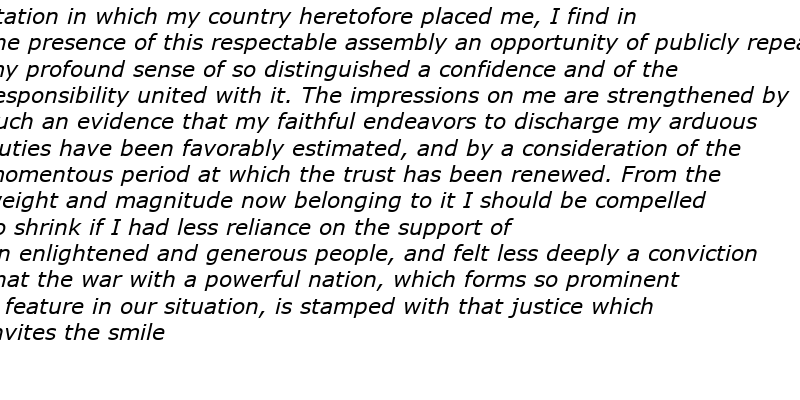 tation in which my country heretofore placed me, I find in
he presence of this respectable assembly an opportunity of publicly repea
my profound sense of so distinguished a confidence and of the
esponsibility united with it. The impressions on me are strengthened by
uch an evidence that my faithful endeavors to discharge my arduous
uties have been favorably estimated, and by a consideration of the
momentous period at which the trust has been renewed. From the
weight and magnitude now belonging to it I should be compelled
o shrink if I had less reliance on the support of
n enlightened and generous people, and felt less deeply a conviction
hat the war with a powerful nation, which forms so prominent
feature in our situation, is stamped with that justice which
nvites the smile